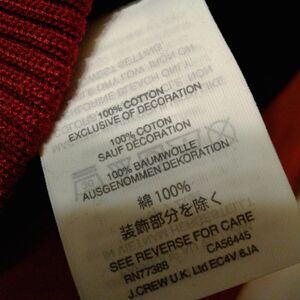 100% COTTON
EXCLUSIVE OF DECORATION
100% COTON
SAUF DECORATION
100% BAUMWOLLE
AUSGENOMMEN DEKORATION
綿 100%
装飾部分を除く
SEE REVERSE FOR CARE
RN77388 CA56445
J.CREW U.K. Ltd EC4V 6JA